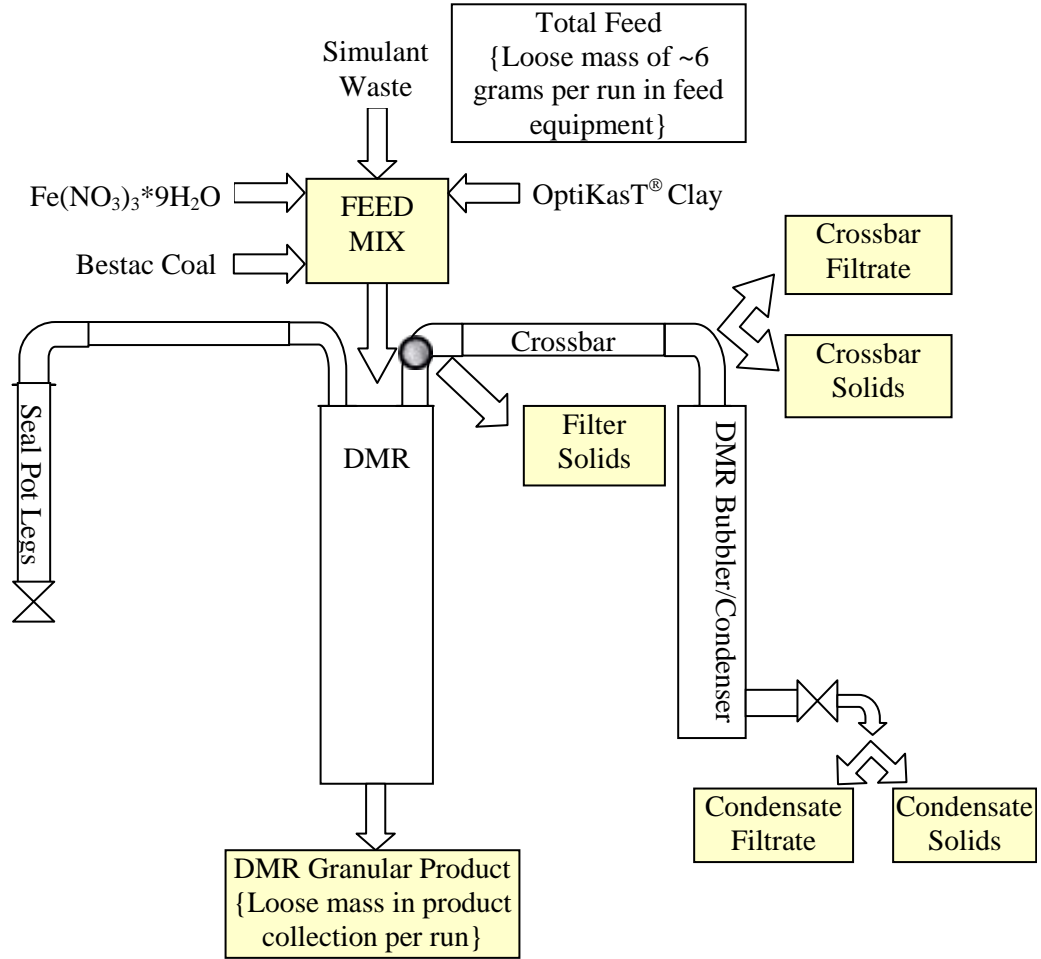 Total Feed
{Loose mass of ~6
grams per run in feed
equipment}
Simulant
Waste
Fe(NO₃)₃*9H₂O
FEED
MIX
OptiKasT® Clay
Bestac Coal
Crossbar
Filtrate
Crossbar
Crossbar
Solids
Filter
Solids
Seal Pot Legs
DMR
DMR Bubbler/Condenser
Condensate
Filtrate
Condensate
Solids
DMR Granular Product
{Loose mass in product
collection per run}